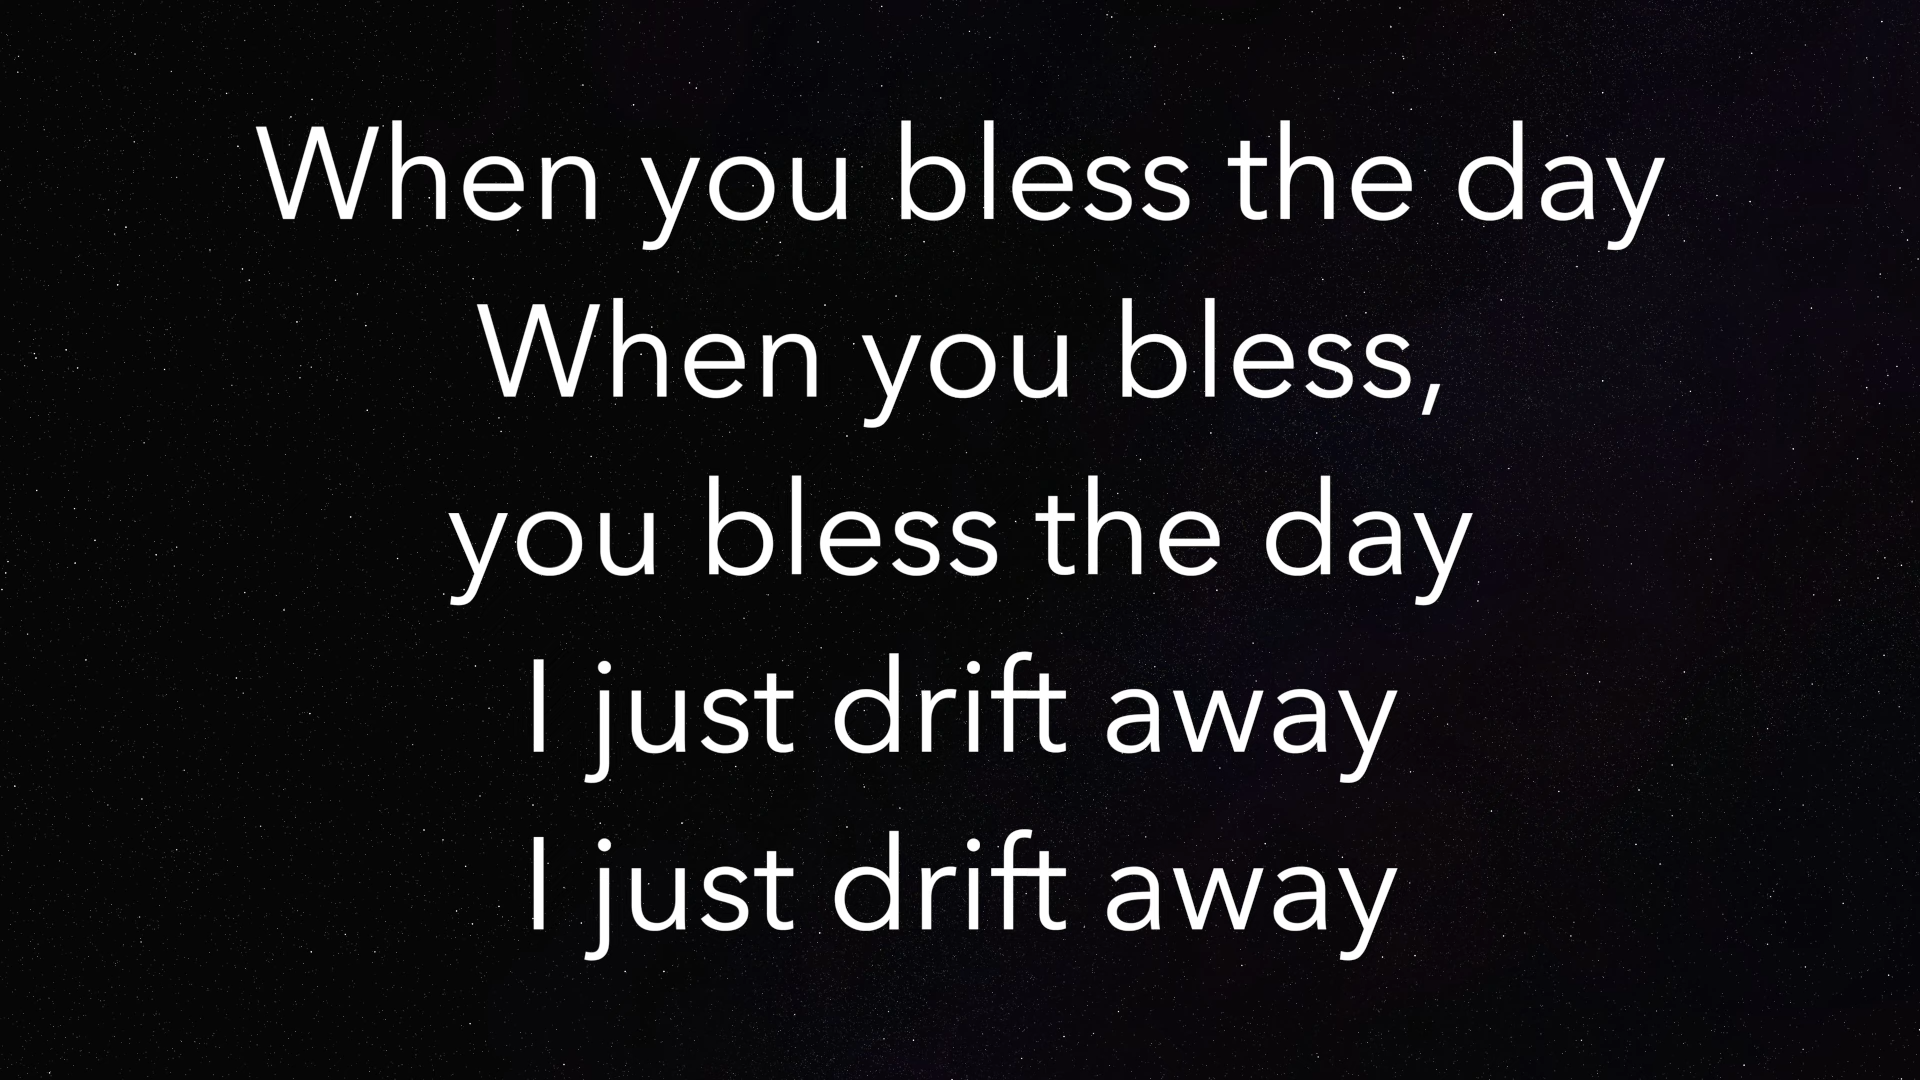 When you bless the day
When you bless,
you bless the day
I just drift away
I just drift away